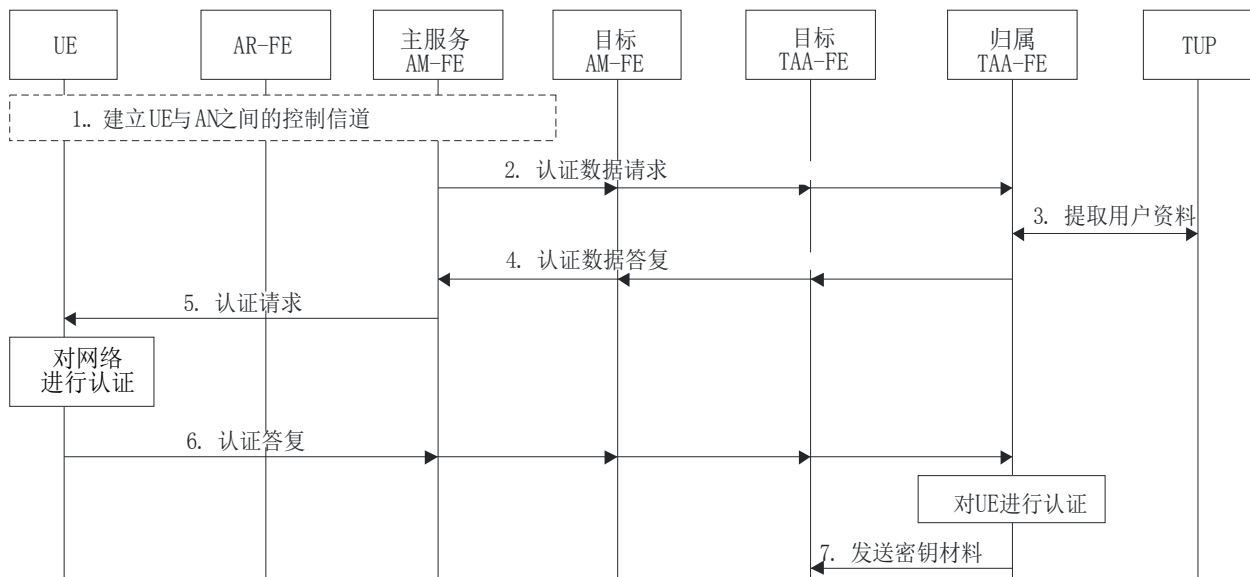 UE
AR-FE
主服务
AM-FE
目标
AM-FE
目标
TAA-FE
归属
TAA-FE
TUP
1.. 建立UE与AN之间的控制信道
2. 认证数据请求
3. 提取用户资料
4. 认证数据答复
5. 认证请求
对网络
进行认证
6. 认证答复
对UE进行认证
7. 发送密钥材料